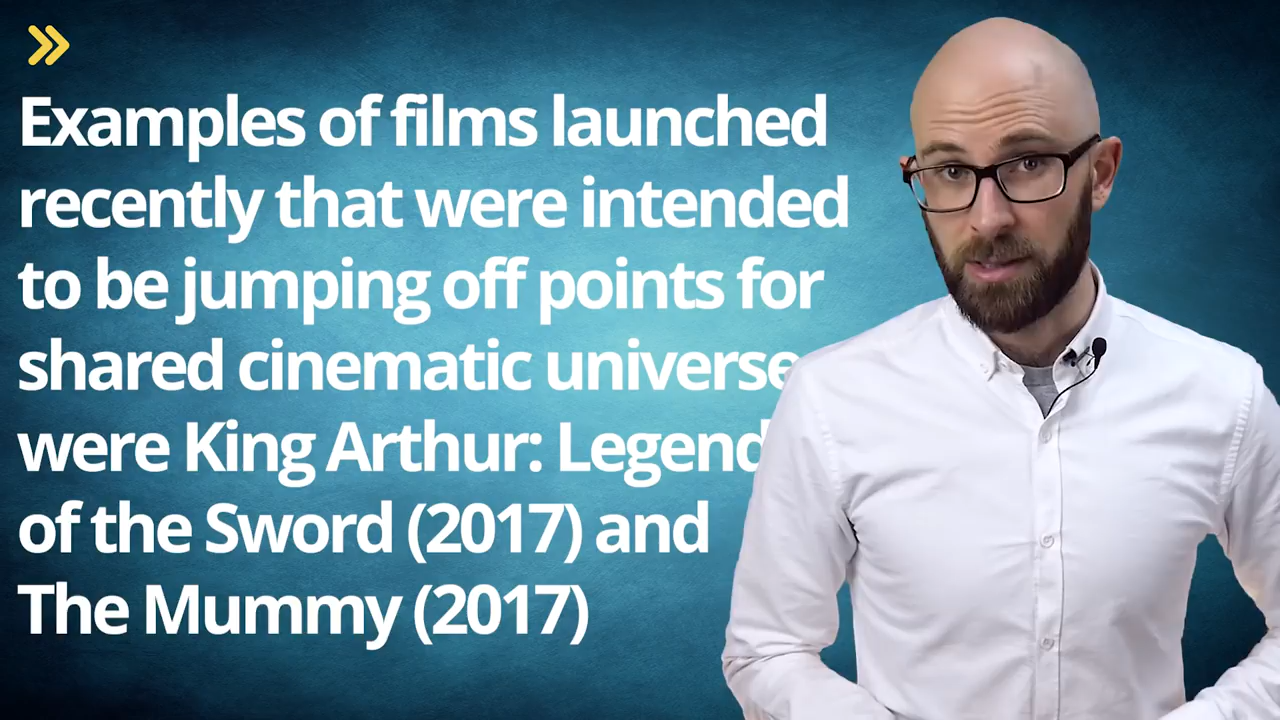 Examples of films launched
recently that were intended
to be jumping off points for
shared cinematic universe
were King Arthur: Legend
of the Sword (2017) and
The Mummy (2017)